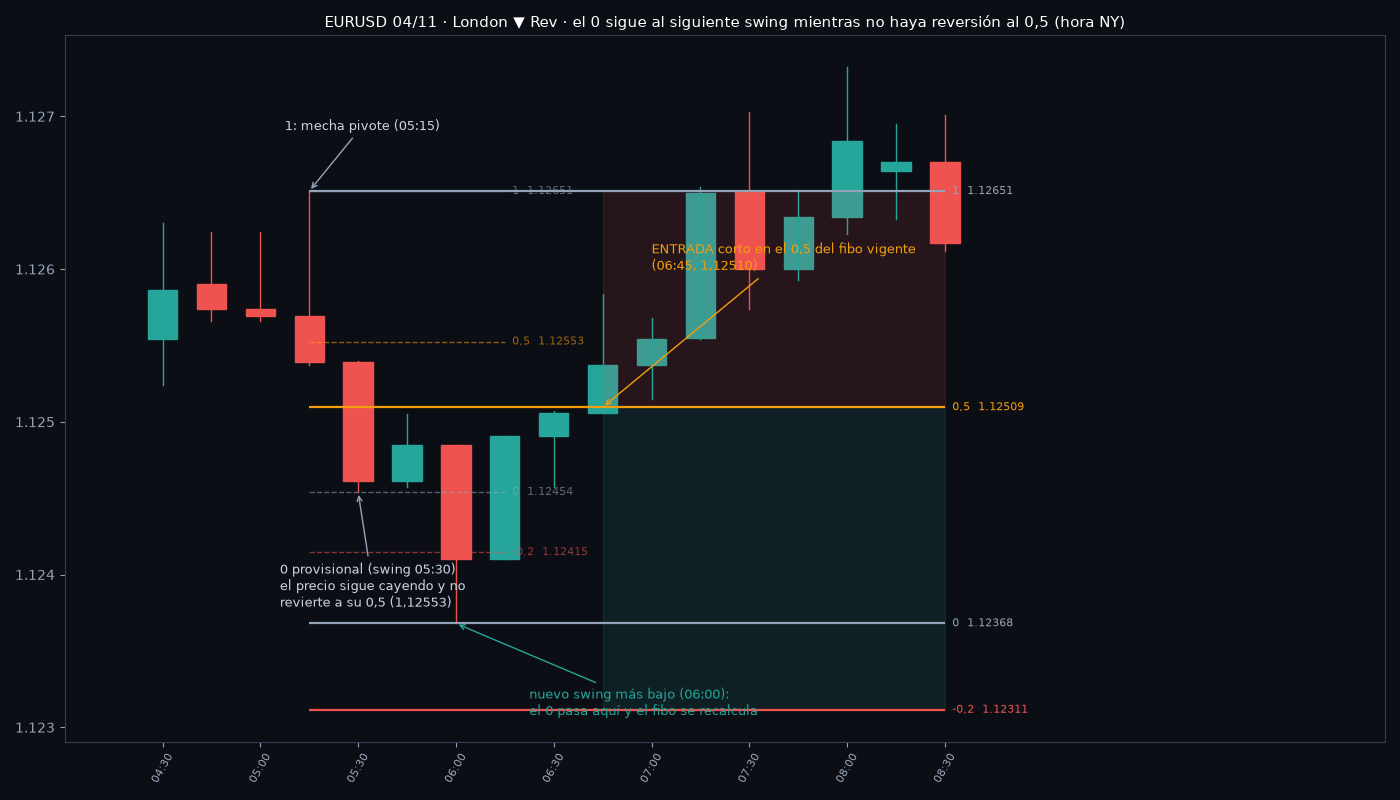 EURUSD 04/11 · London ▼ Rev · el 0 sigue al siguiente swing mientras no haya reversión al 0,5 (hora NY)
1.127
1.126
1.125
1.124
1.123
1: mecha pivote (05:15)
1 1.12651
1 1.12651
ENTRADA corto en el 0,5 del fibo vigente
(06:45, 1,12510)
0,5 1.12553
0,5 1.12509
0 1.12454
-0,2 1.12415
0 provisional (swing 05:30)
el precio sigue cayendo y no
revierte a su 0,5 (1,12553)
0 1.12368
nuevo swing más bajo (06:00):
el 0 pasa aquí y el fibo se recalcula
-0,2 1.12311
04:30
05:00
05:30
06:00
06:30
07:00
07:30
08:00
08:30